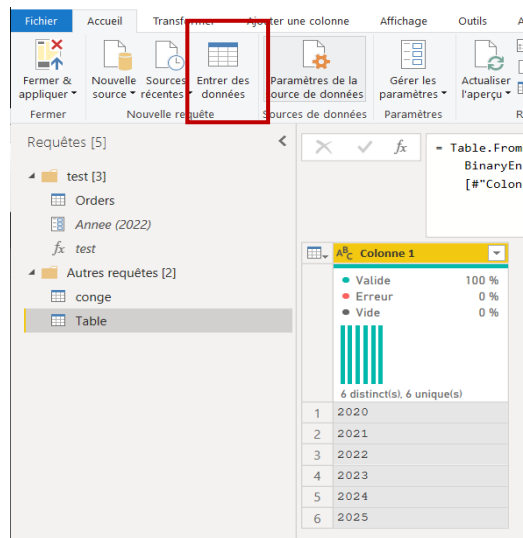 Fichier Accueil Transformer Ajouter une colonne Affichage Outils
Fermer & appliquer
Nouvelle source
Sources récentes
Entrer des données
Paramètres de la source de données
Gérer les paramètres
Actualiser l'aperçu
Fermer Nouvelle requête Sources de données Paramètres
Requêtes [5]
test [3]
Orders
Annee (2022)
fx test
Autres requêtes [2]
conge
Table
fx
= Table.From
BinaryEn
[#"Colon
ABC Colonne 1
Valide 100 %
Erreur 0 %
Vide 0 %
6 distinct(s), 6 unique(s)
1 2020
2 2021
3 2022
4 2023
5 2024
6 2025